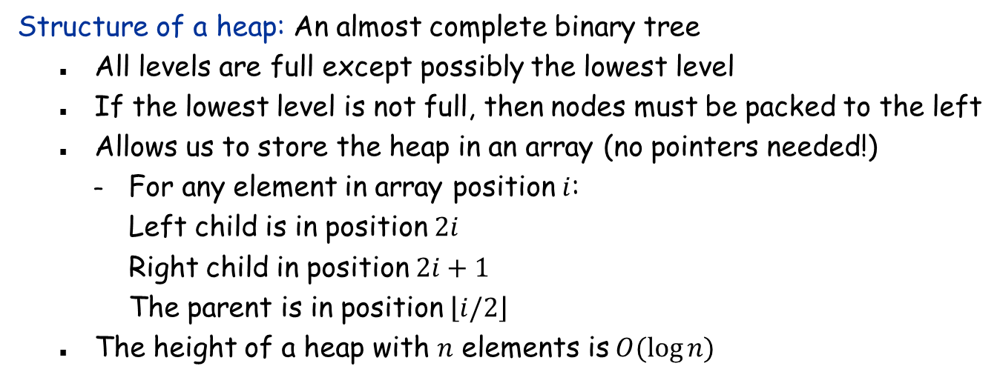 Structure of a heap: An almost complete binary tree
▪ All levels are full except possibly the lowest level
▪ If the lowest level is not full, then nodes must be packed to the left
▪ Allows us to store the heap in an array (no pointers needed!)
- For any element in array position i:
Left child is in position 2i
Right child in position 2i + 1
The parent is in position ⌊i/2⌋
▪ The height of a heap with n elements is O(log n)